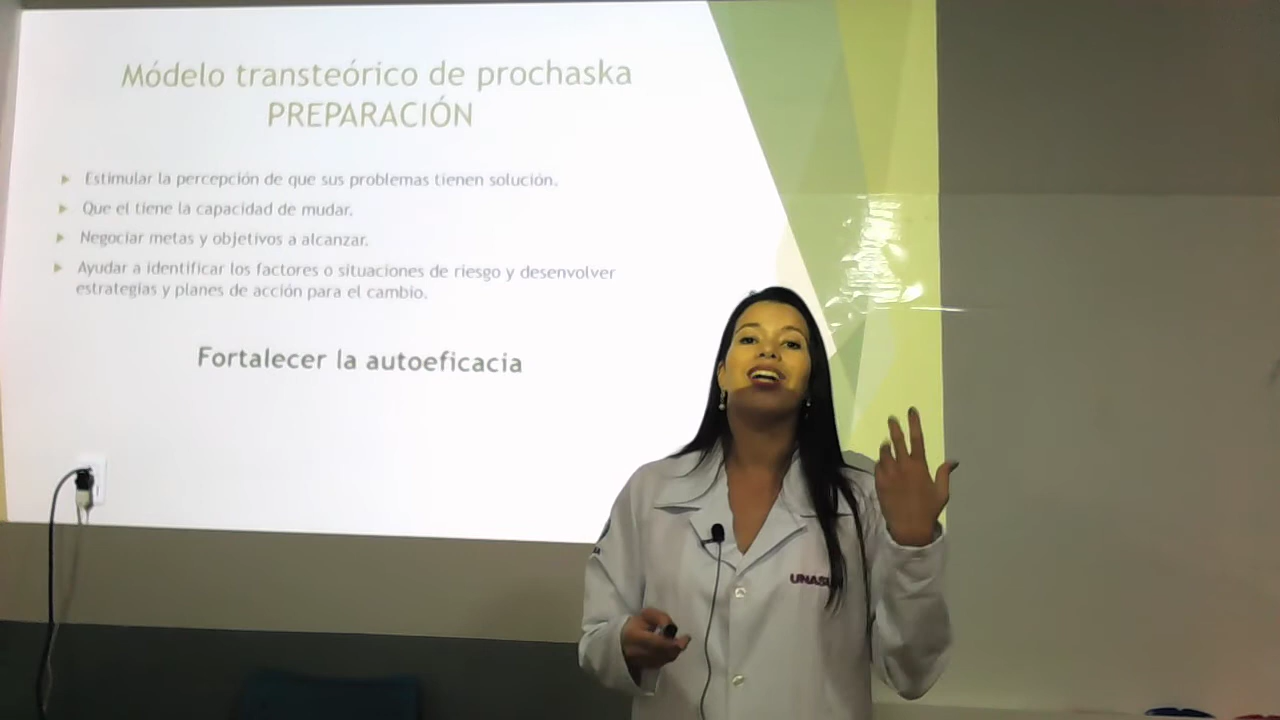 Módelo transteórico de prochaska
PREPARACIÓN
Estimular la percepción de que sus problemas tienen solución.
Que el tiene la capacidad de mudar.
Negociar metas y objetivos a alcanzar.
Ayudar a identificar los factores o situaciones de riesgo y desenvolver
estrategias y planes de acción para el cambio.
Fortalecer la autoeficacia